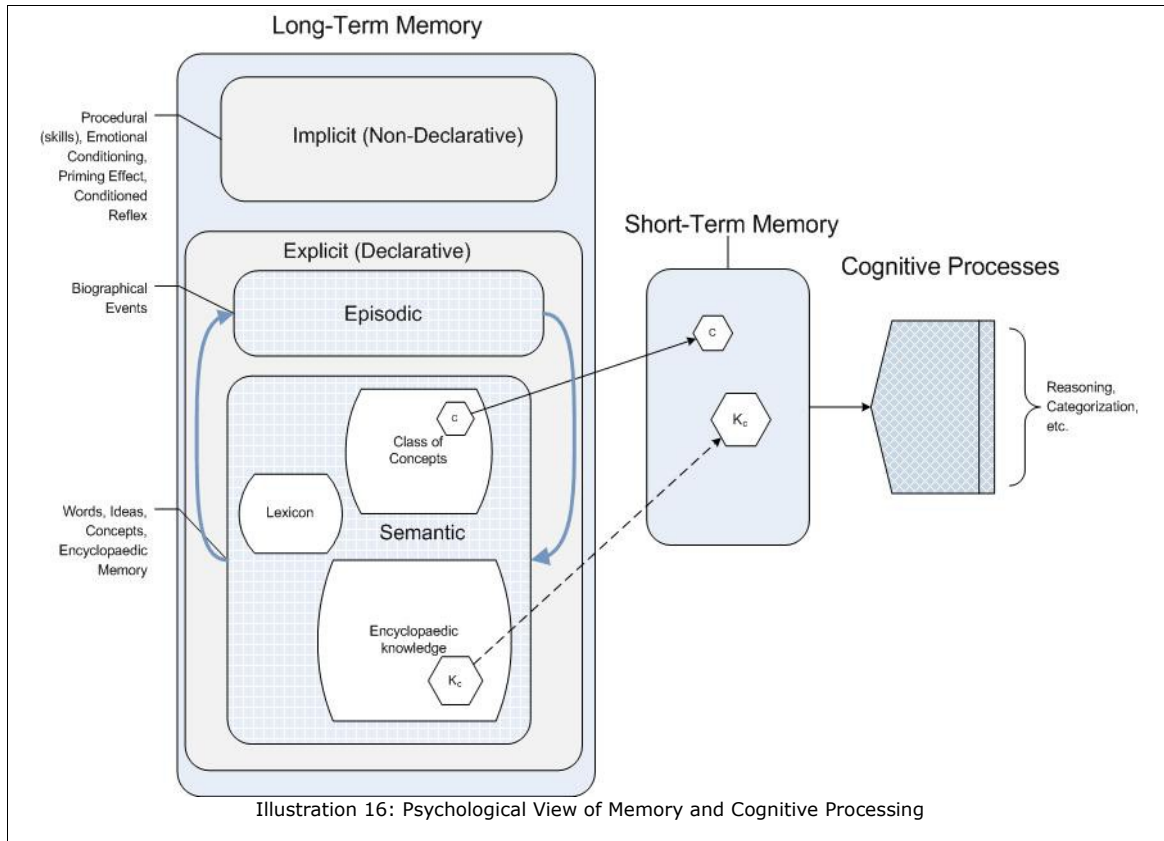 Long-Term Memory
Procedural
(skills), Emotional
Conditioning,
Priming Effect,
Conditioned
Reflex
Implicit (Non-Declarative)
Explicit (Declarative)
Biographical
Events
Episodic
C
Class of
Concepts
Lexicon
Words, Ideas,
Concepts,
Encyclopaedic
Memory
Semantic
Encyclopaedic
knowledge
Kc
Short-Term Memory
C
Kc
Cognitive Processes
Reasoning,
Categorization,
etc.
Illustration 16: Psychological View of Memory and Cognitive Processing